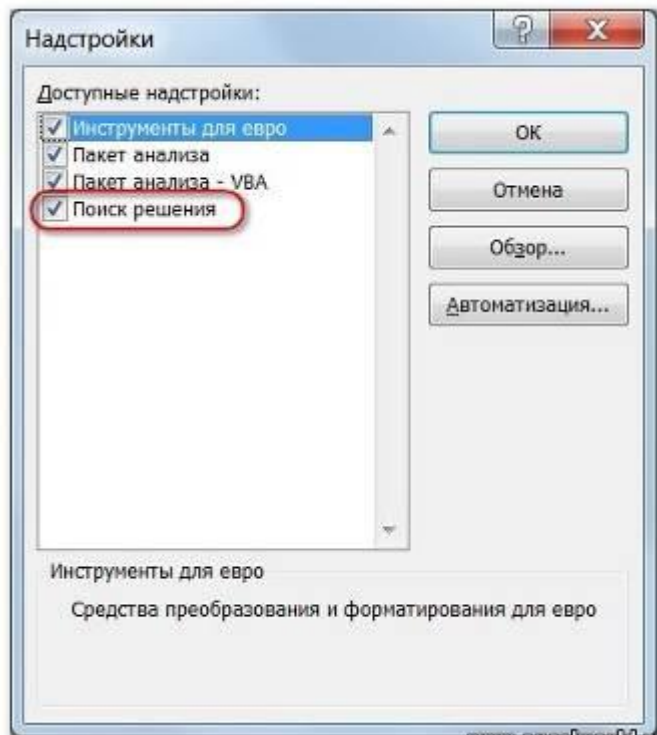 Надстройки
Доступные надстройки:
Инструменты для евро
Пакет анализа
Пакет анализа - VBA
Поиск решения
ОК
Отмена
Обзор...
Автоматизация...
Инструменты для евро
Средства преобразования и форматирования для евро